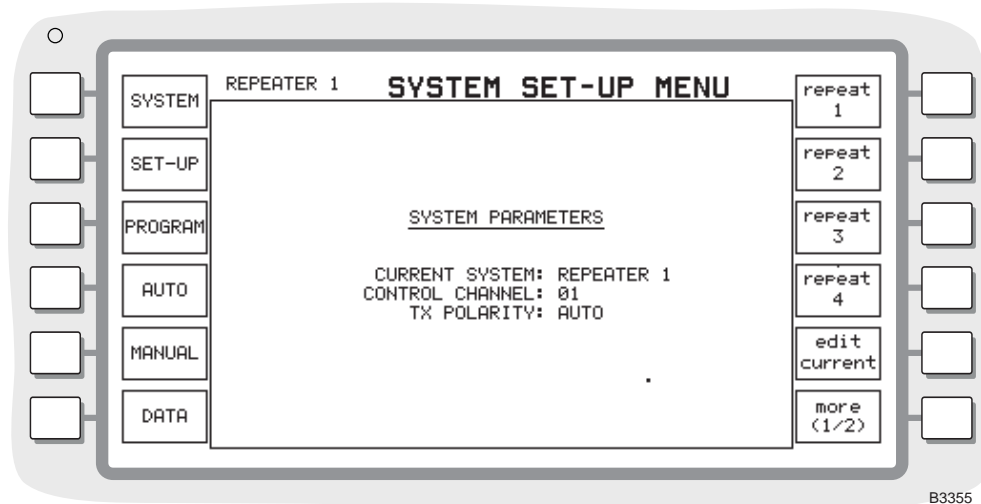 REPEATER 1 SYSTEM SET-UP MENU
SYSTEM
SET-UP
PROGRAM
AUTO
MANUAL
DATA
SYSTEM PARAMETERS
CURRENT SYSTEM: REPEATER 1
CONTROL CHANNEL: 01
TX POLARITY: AUTO
repeat
1
repeat
2
repeat
3
repeat
4
edit
current
more
(1/2)
B3355